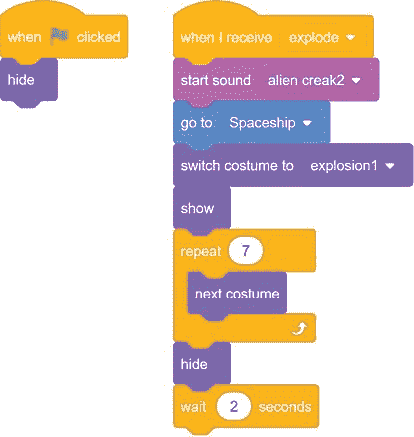 when clicked
hide
when I receive explode
start sound alien creak2
go to Spaceship
switch costume to explosion1
show
repeat 7
next costume
hide
wait 2 seconds